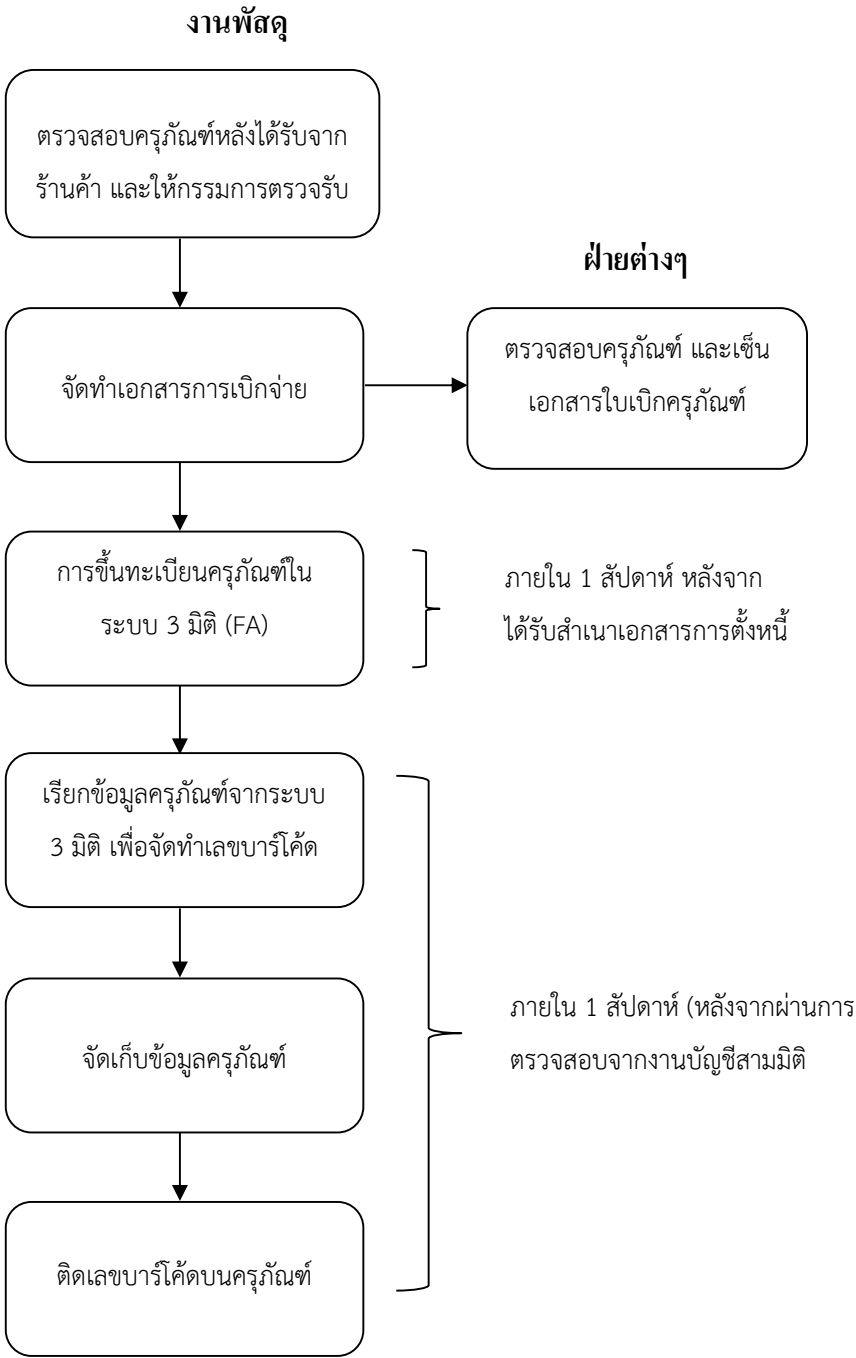 งานพัสดุ
ตรวจสอบครุภัณฑ์หลังได้รับจาก
ร้านค้า และให้กรรมการตรวจรับ
ฝ่ายต่างๆ
จัดทำเอกสารการเบิกจ่าย
ตรวจสอบครุภัณฑ์ และเซ็น
เอกสารใบเบิกครุภัณฑ์
การขึ้นทะเบียนครุภัณฑ์ใน
ระบบ 3 มิติ (FA)
ภายใน 1 สัปดาห์ หลังจาก
ได้รับสำเนาเอกสารการตั้งหนี้
เรียกข้อมูลครุภัณฑ์จากระบบ
3 มิติ เพื่อจัดทำเลขบาร์โค้ด
จัดเก็บข้อมูลครุภัณฑ์
ภายใน 1 สัปดาห์ (หลังจากผ่านการ
ตรวจสอบจากงานบัญชีสามมิติ
ติดเลขบาร์โค้ดบนครุภัณฑ์